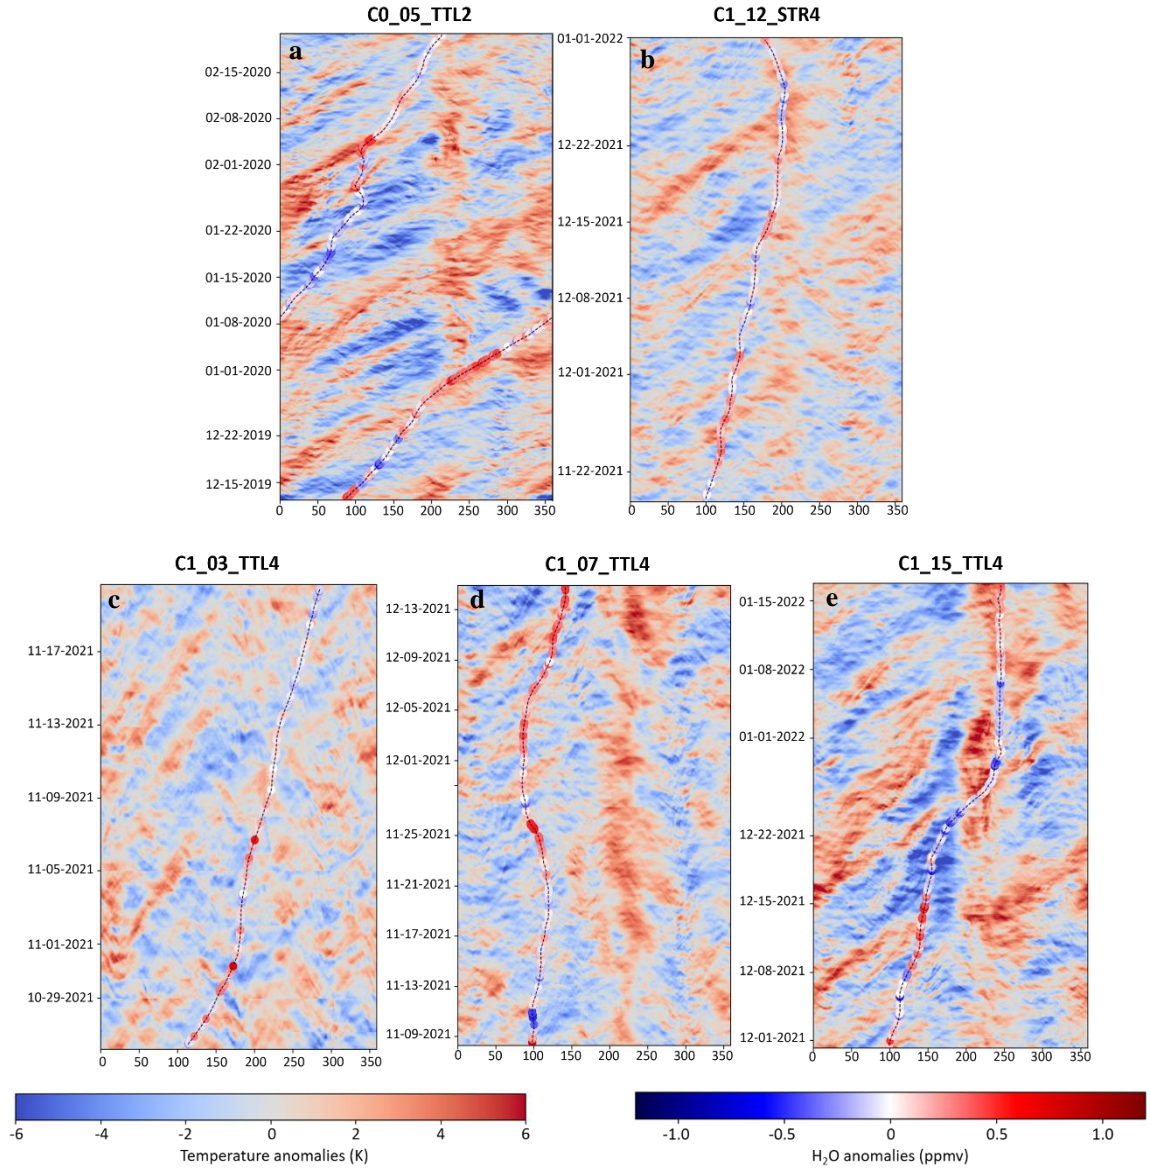 C0_05_TTL2
C1_12_STR4
a
b
02-15-2020
02-08-2020
02-01-2020
01-22-2020
01-15-2020
01-08-2020
01-01-2020
12-22-2019
12-15-2019
0 50 100 150 200 250 300 350
01-01-2022
12-22-2021
12-15-2021
12-08-2021
12-01-2021
11-22-2021
0 50 100 150 200 250 300 350
C1_03_TTL4
C1_07_TTL4
C1_15_TTL4
c
d
e
11-17-2021
11-13-2021
11-09-2021
11-05-2021
11-01-2021
10-29-2021
0 50 100 150 200 250 300 350
12-13-2021
12-09-2021
12-05-2021
12-01-2021
11-25-2021
11-21-2021
11-17-2021
11-13-2021
11-09-2021
0 50 100 150 200 250 300 350
01-15-2022
01-08-2022
01-01-2022
12-22-2021
12-15-2021
12-08-2021
12-01-2021
0 50 100 150 200 250 300 350
-6 -4 -2 0 2 4 6
Temperature anomalies (K)
-1.0 -0.5 0 0.5 1.0
H₂O anomalies (ppmv)